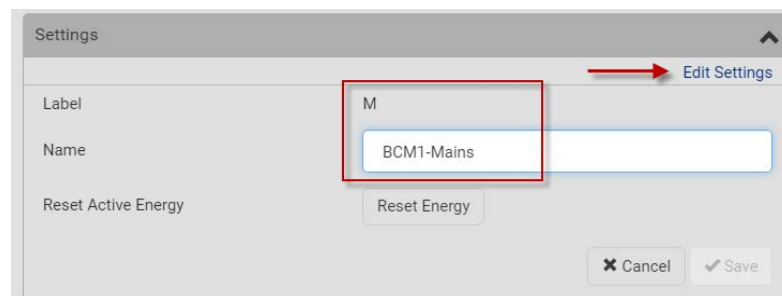 Settings
Edit Settings
Label M
Name BCM1-Mains
Reset Active Energy Reset Energy
Cancel Save